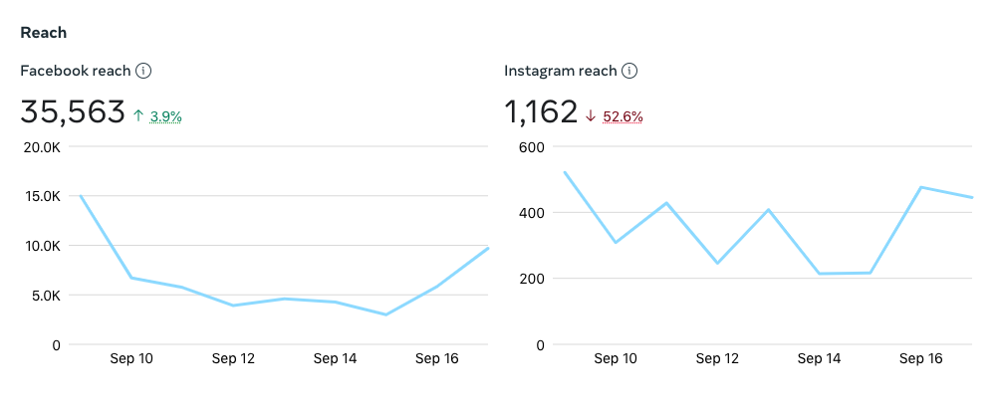 Reach
Facebook reach
35,563 ↑ 3.9%
20.0K
15.0K
10.0K
5.0K
0
Sep 10 Sep 12 Sep 14 Sep 16
Instagram reach
1,162 ↓ 52.6%
600
400
200
0
Sep 10 Sep 12 Sep 14 Sep 16